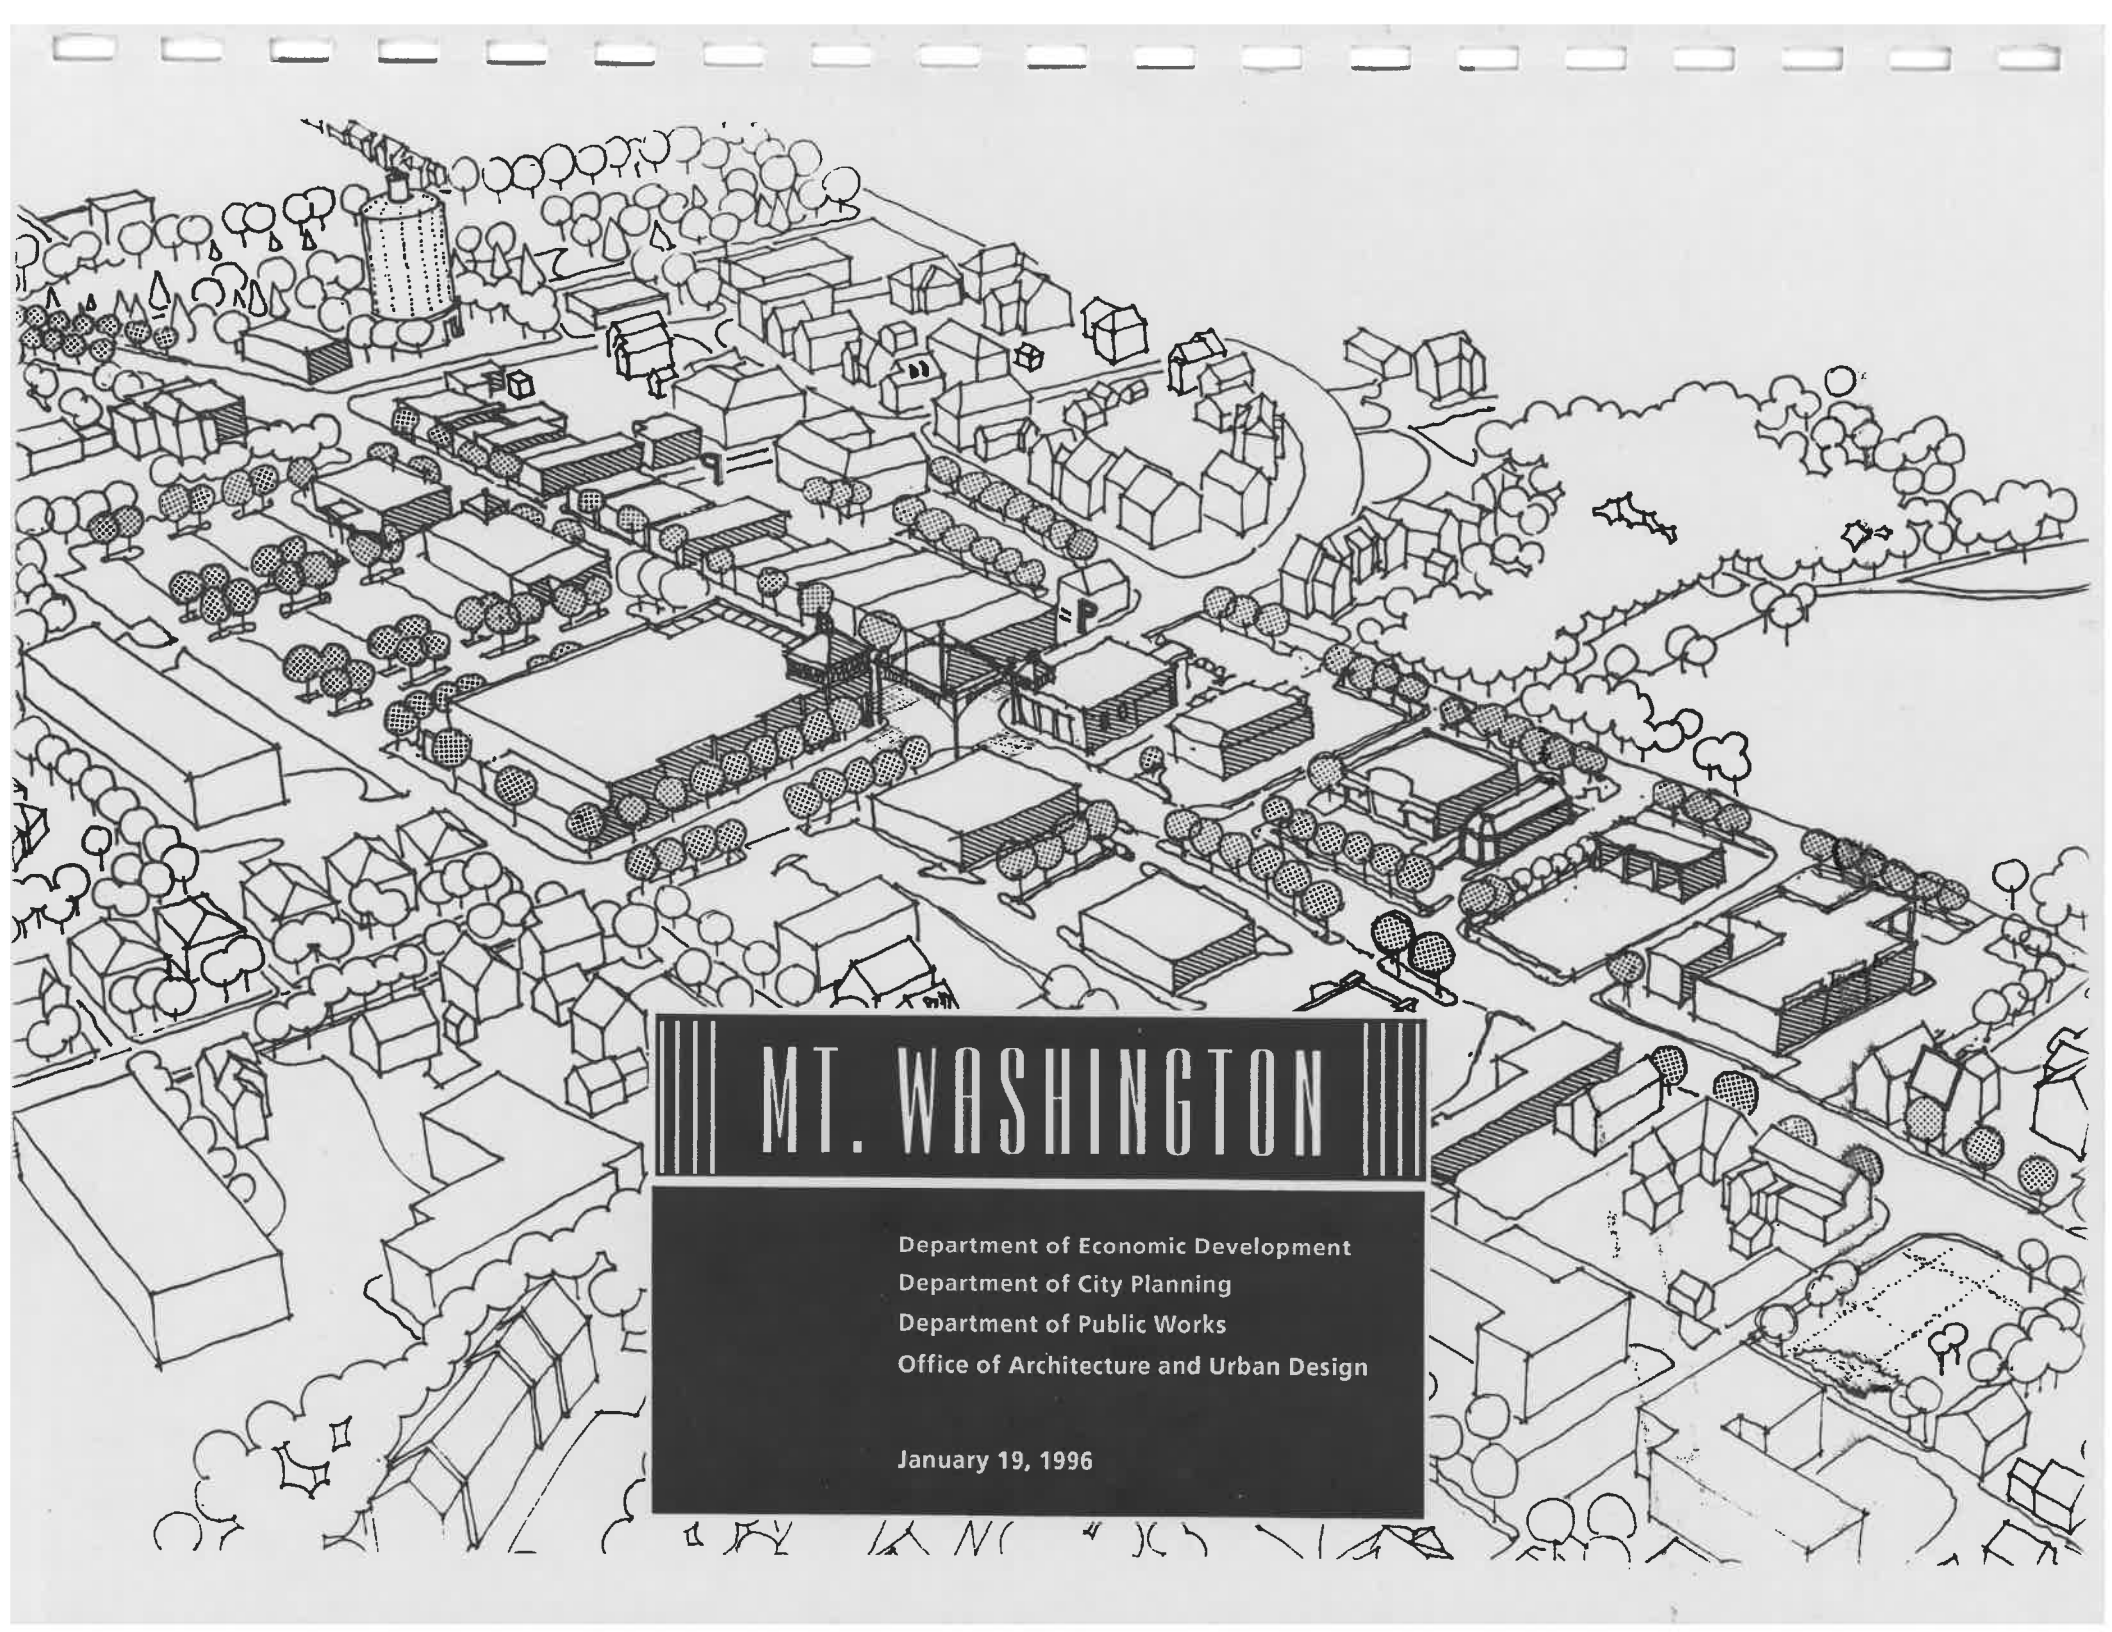 P
P
MT. WASHINGTON
Department of Economic Development
Department of City Planning
Department of Public Works
Office of Architecture and Urban Design
January 19, 1996